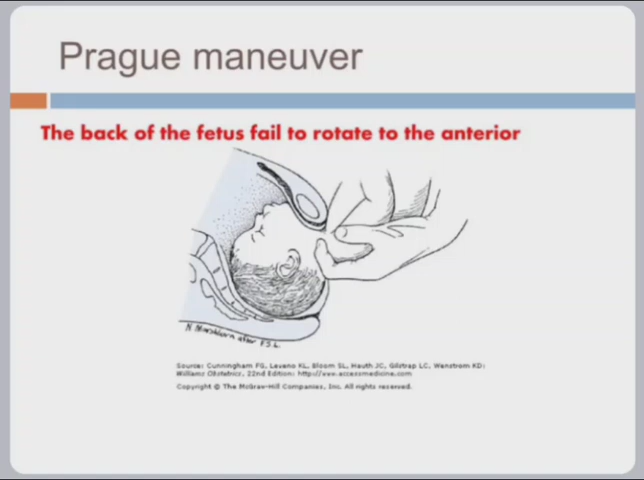 Prague maneuver
The back of the fetus fail to rotate to the anterior
N Marshburn after F.S.L.
Source: Cunningham FG, Leveno KL, Bloom SL, Hauth JC, Gilstrap LC, Wenstrom KD:
Williams Obstetrics, 22nd Edition: http://www.accessmedicine.com
Copyright © The McGraw-Hill Companies, Inc. All rights reserved.